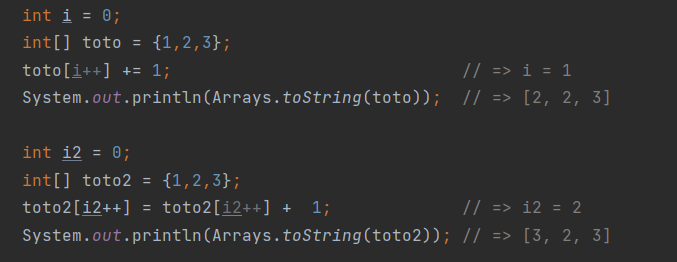 int i = 0;
int[] toto = {1,2,3};
toto[i++] += 1; // => i = 1
System.out.println(Arrays.toString(toto)); // => [2, 2, 3]
int i2 = 0;
int[] toto2 = {1,2,3};
toto2[i2++] = toto2[i2++] + 1; // => i2 = 2
System.out.println(Arrays.toString(toto2)); // => [3, 2, 3]